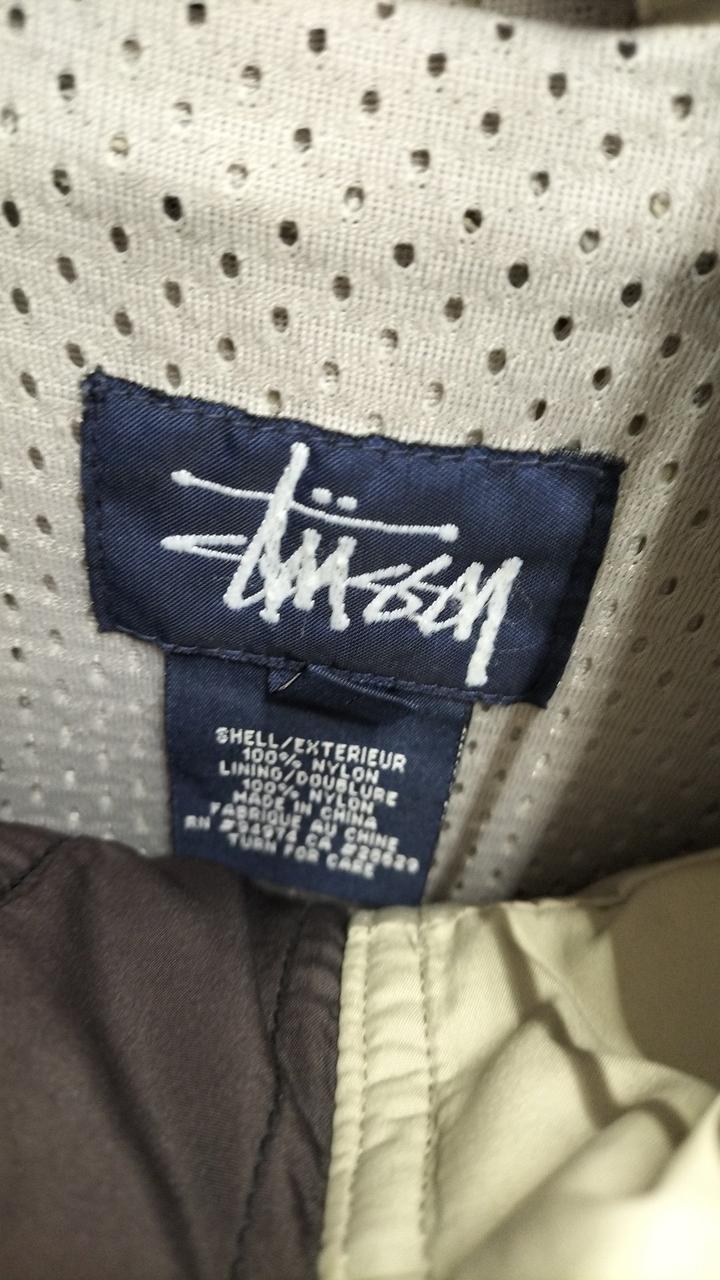 Stüssy
SHELL/EXTERIEUR
100% NYLON
LINING/DOUBLURE
100% NYLON
MADE IN CHINA
FABRIQUE AU CHINE
RN #94974 CA #
TURN FOR CARE